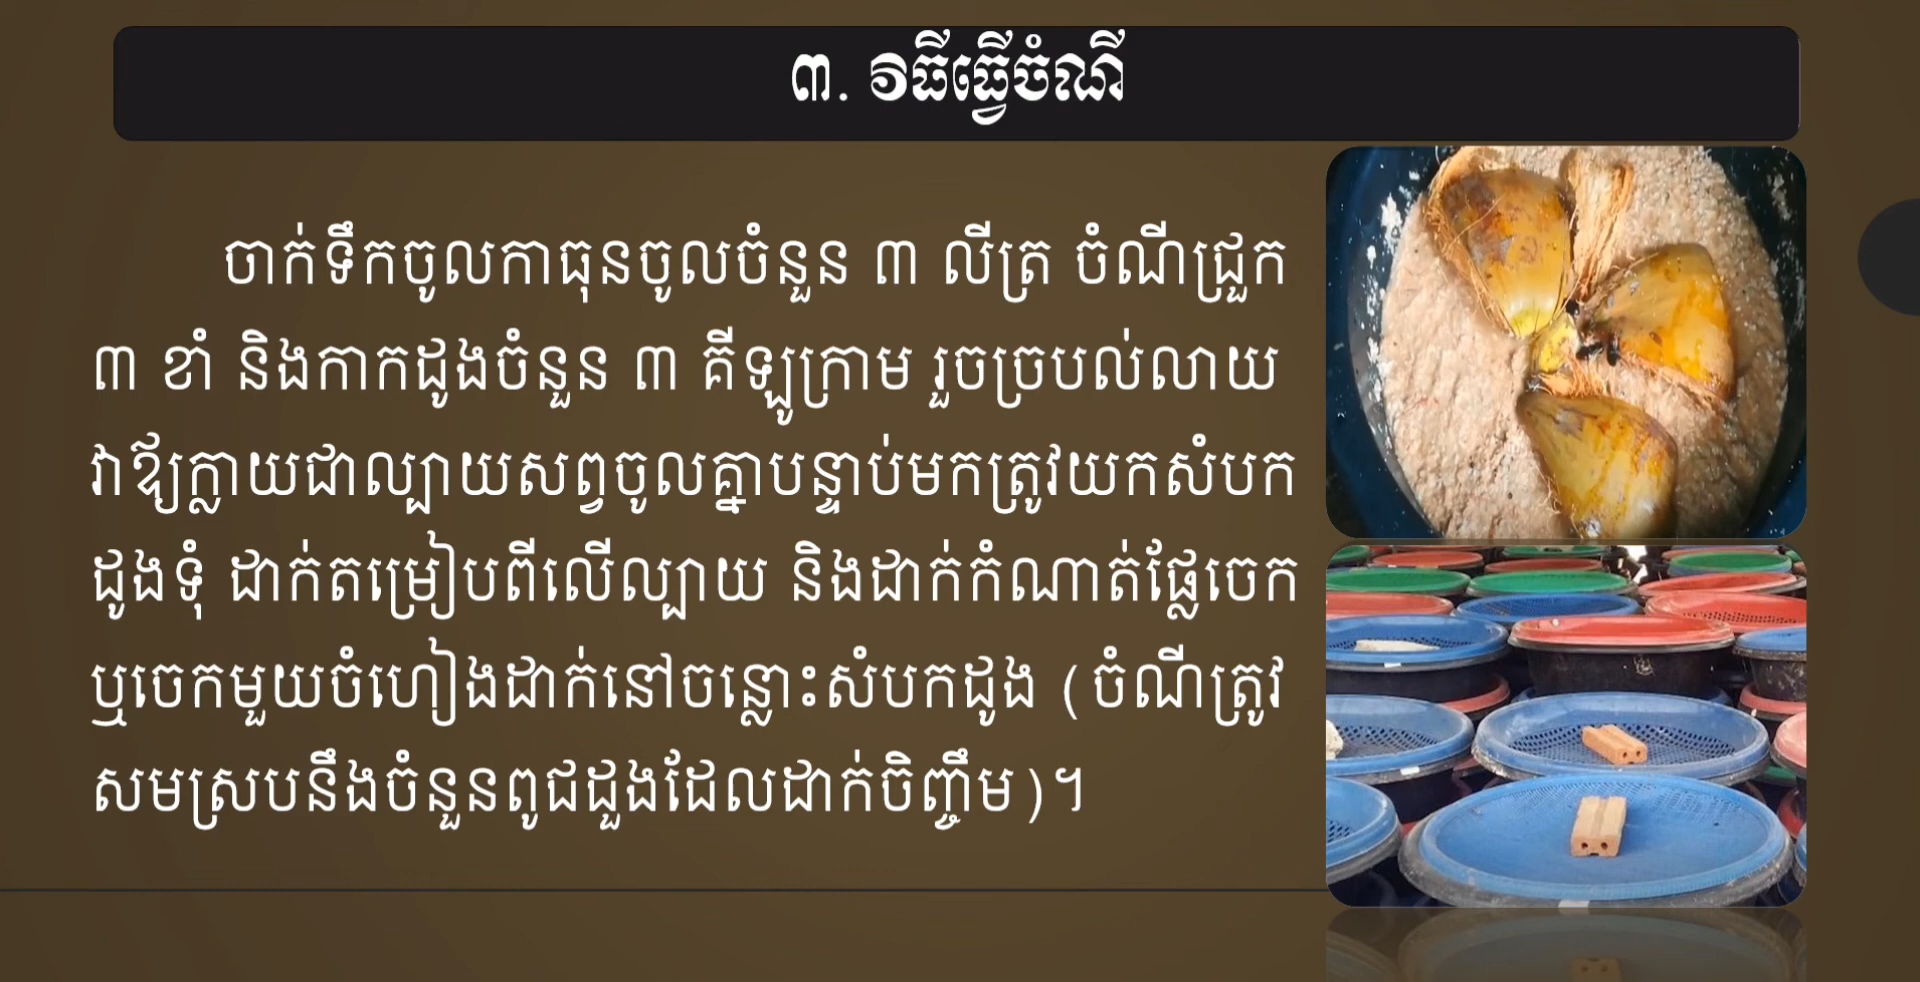 ៣. វិធីធ្វើចំណី
ចាក់ទឹកចូលកាធុនចូលចំនួន ៣ លីត្រ ចំណីជ្រួក
៣ ខាំ និងកាកដូងចំនួន ៣ គីឡូក្រាម រួចច្របល់លាយ
វាឱ្យក្លាយជាល្បាយសព្វចូលគ្នាបន្ទាប់មកត្រូវយកសំបក
ដូងទុំ ដាក់តម្រៀបពីលើល្បាយ និងដាក់កំណាត់ផ្លែចេក
ឬចេកមួយចំហៀងដាក់នៅចន្លោះសំបកដូង (ចំណីត្រូវ
សមស្របនឹងចំនួនពូជដួងដែលដាក់ចិញ្ចឹម)។